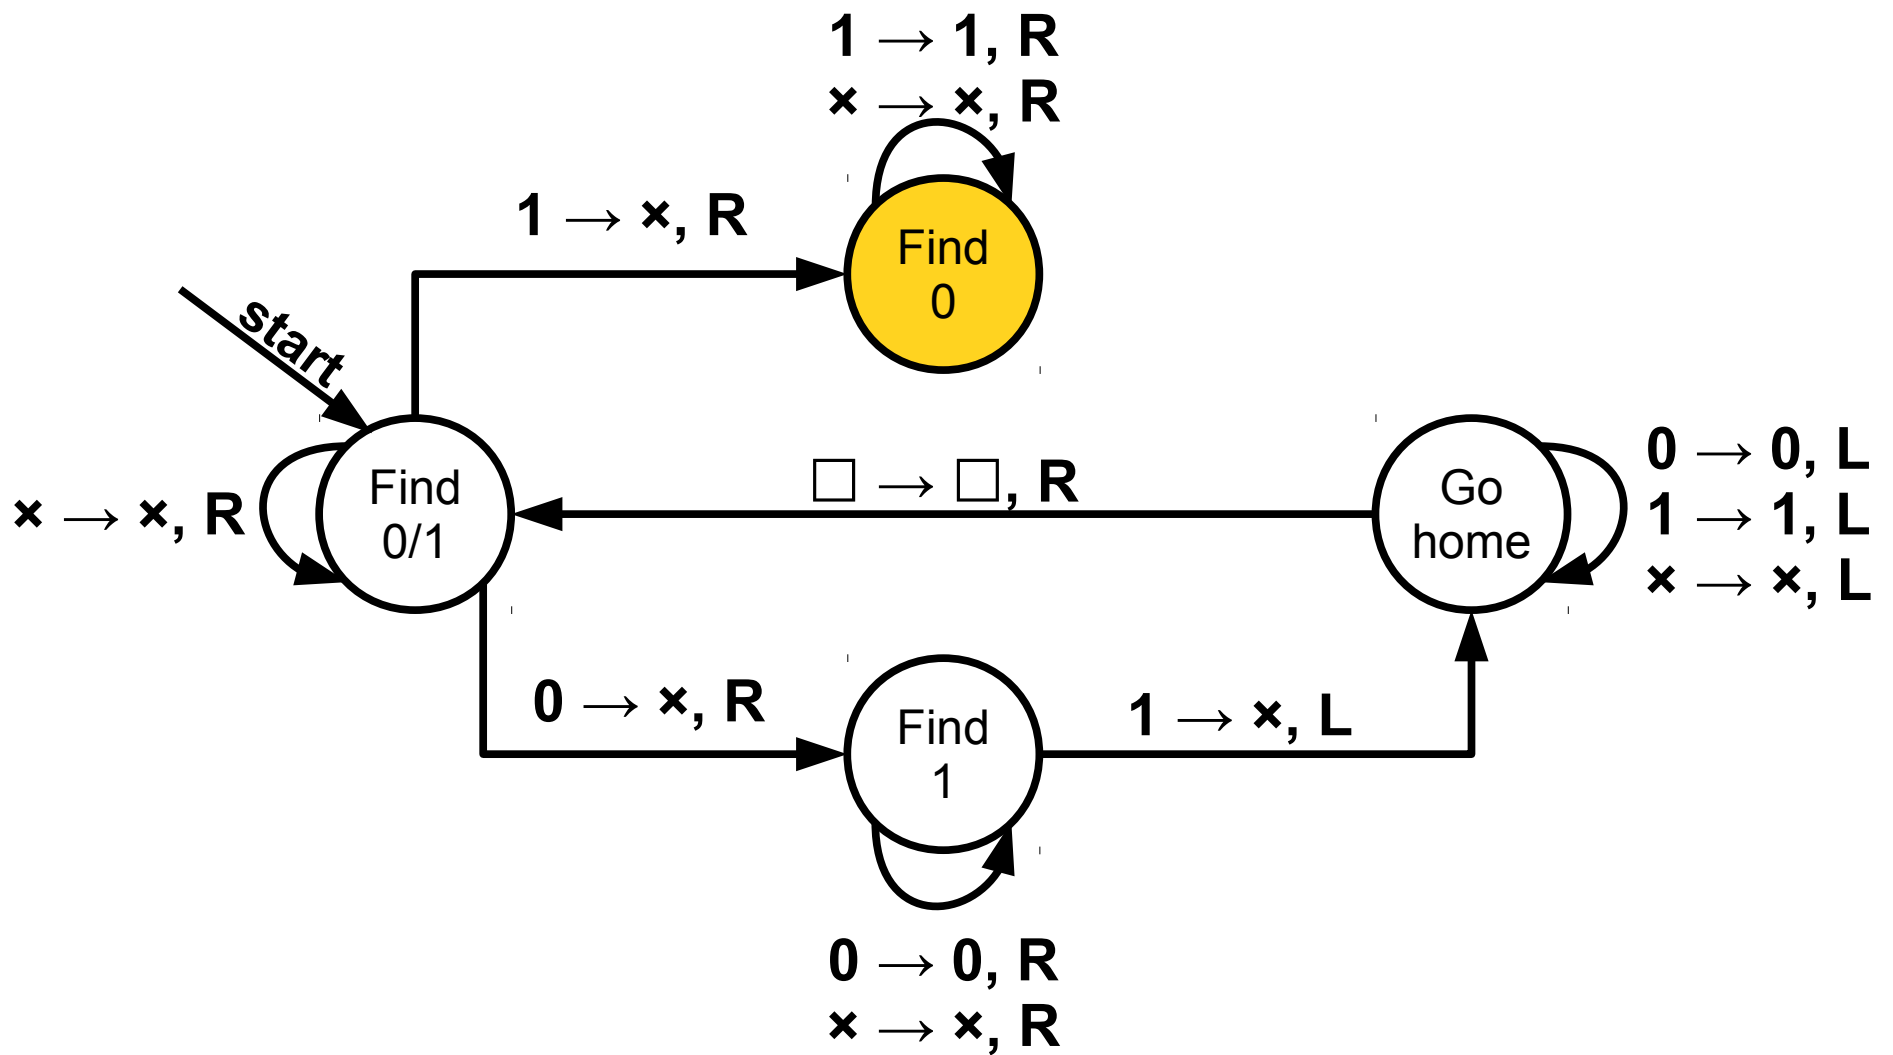 1 → 1, R
× → ×, R
1 → ×, R
Find
0
start
Find
0/1
× → ×, R
□ → □, R
Go
home
0 → 0, L
1 → 1, L
× → ×, L
0 → ×, R
Find
1
1 → ×, L
0 → 0, R
× → ×, R